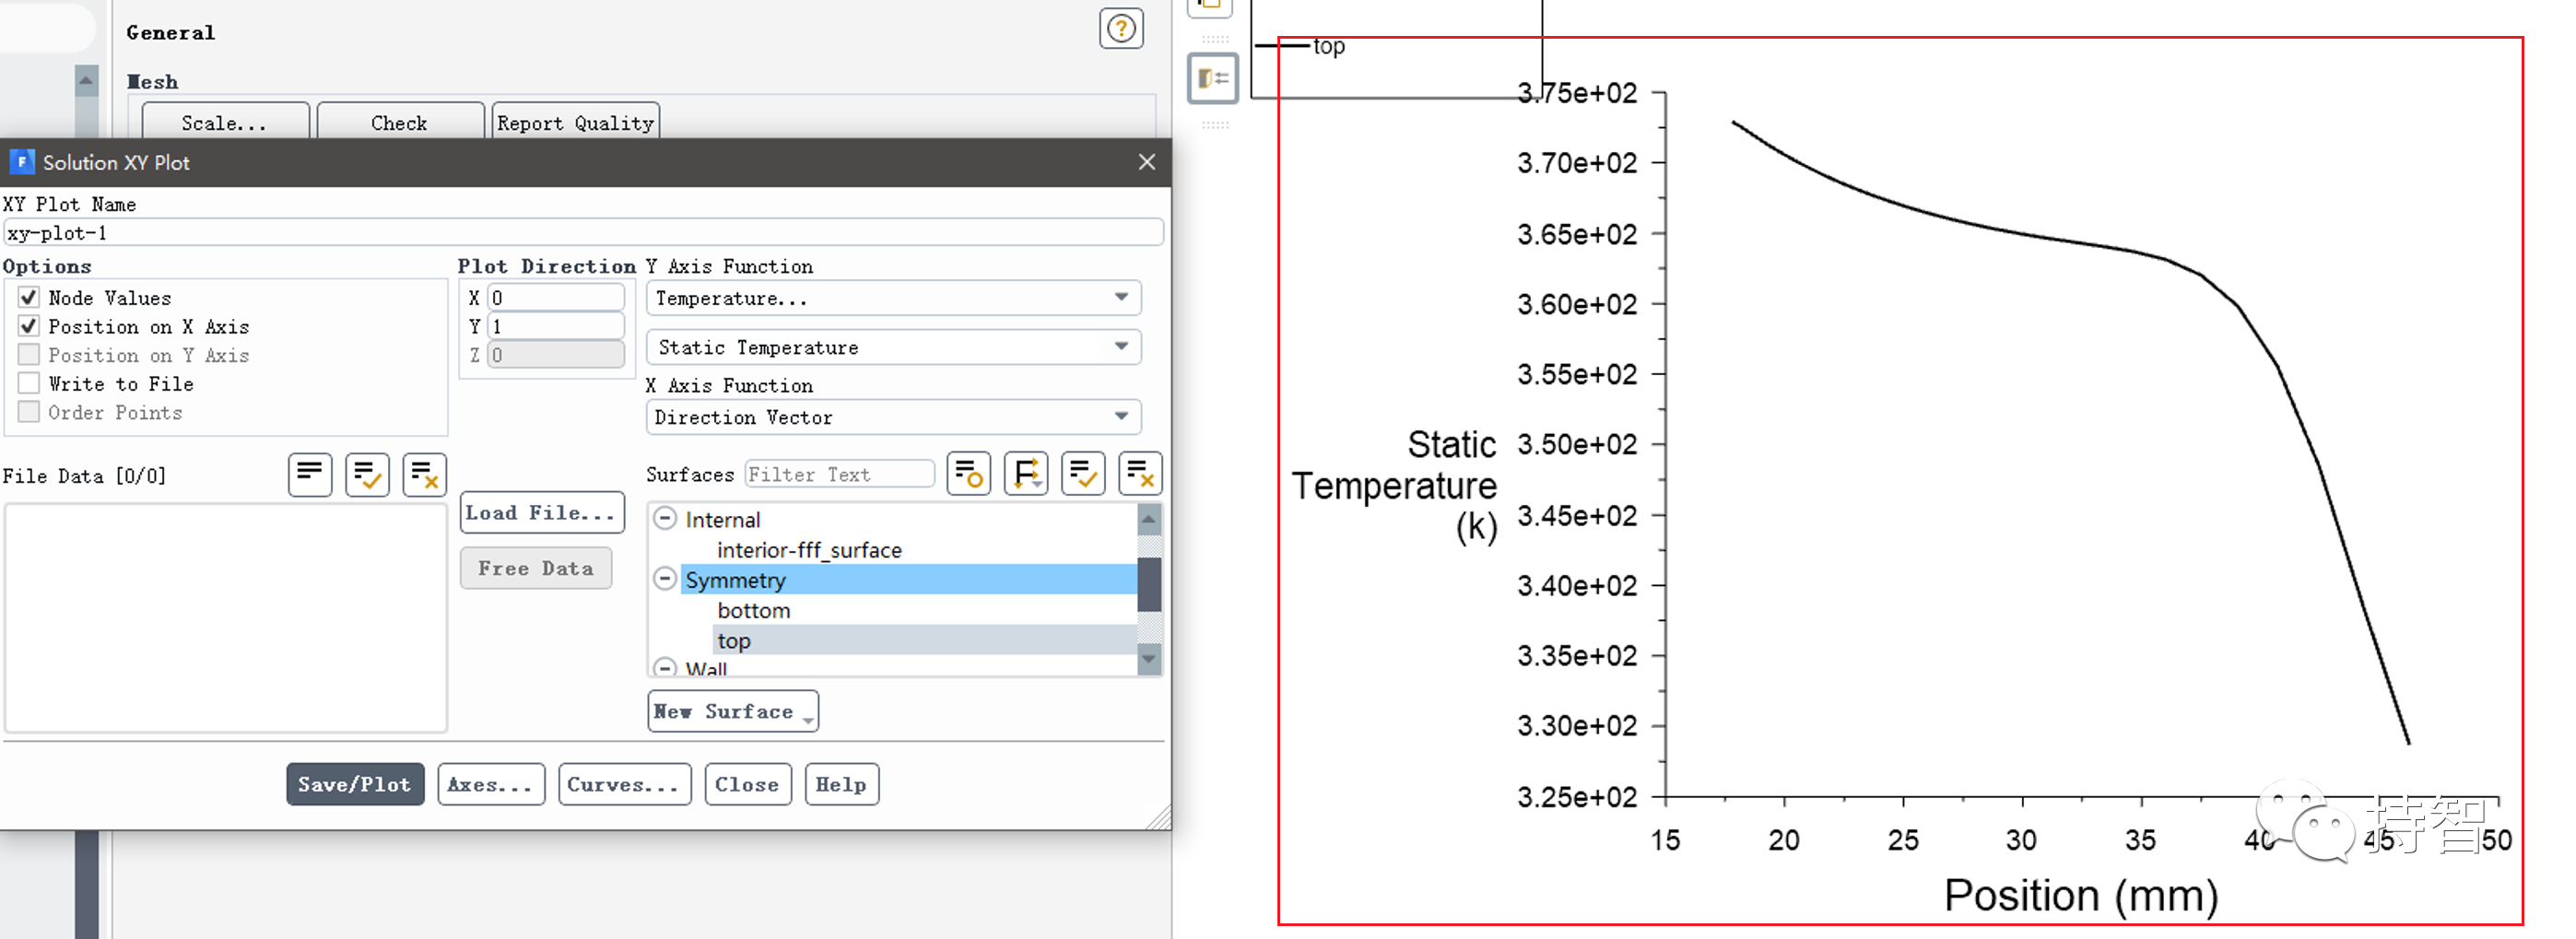 General
Mesh
Scale...
Check
Report Quality
Solution XY Plot
XY Plot Name
xy-plot-1
Options
Node Values
Position on X Axis
Position on Y Axis
Write to File
Order Points
Plot Direction
X 0
Y 1
Z 0
Y Axis Function
Temperature...
Static Temperature
X Axis Function
Direction Vector
File Data [0/0]
Load File...
Free Data
Surfaces Filter Text
Internal
interior-fff_surface
Symmetry
bottom
top
Wall
New Surface
Save/Plot
Axes...
Curves...
Close
Help
top
3.75e+02
3.70e+02
3.65e+02
3.60e+02
3.55e+02
3.50e+02
3.45e+02
3.40e+02
3.35e+02
3.30e+02
3.25e+02
Static
Temperature
(k)
15 20 25 30 35 40 45 50
Position (mm)
持智